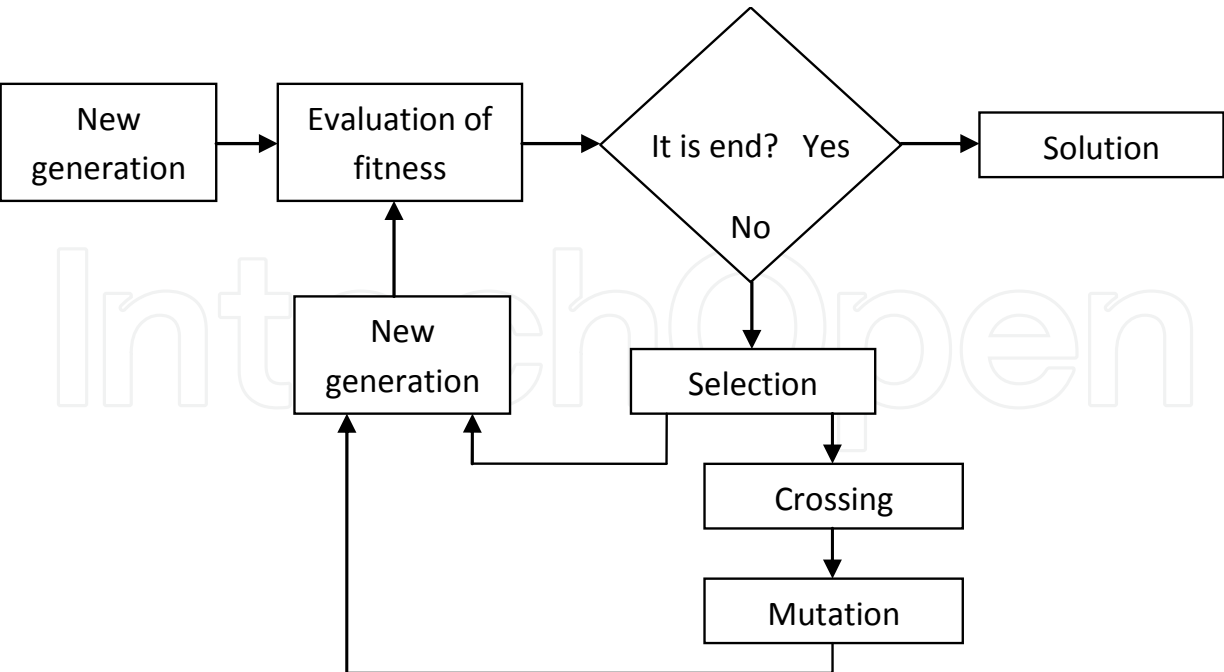 New
generation
Evaluation of
fitness
It is end? Yes
No
Solution
New
generation
Selection
Crossing
Mutation
IntechOpen